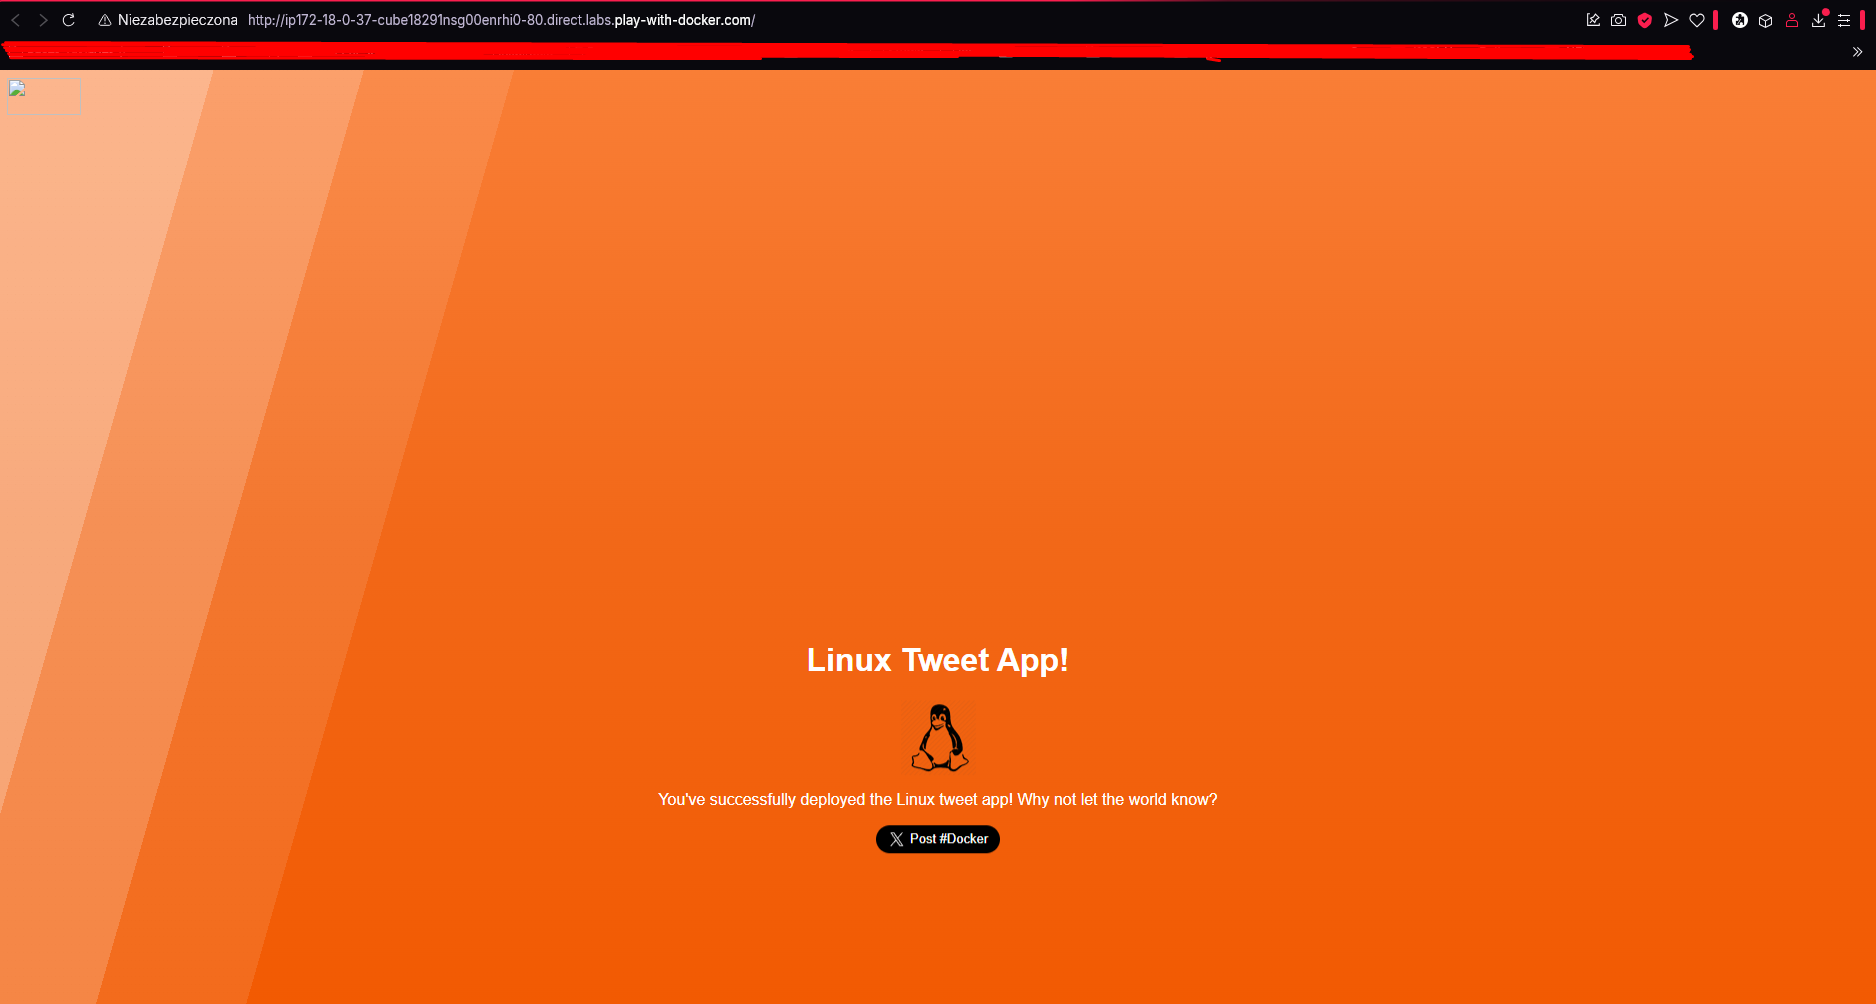 Niezabezpieczona http://ip172-18-0-37-cube18291nsg00enrhi0-80.direct.labs.play-with-docker.com/
Linux Tweet App!
You've successfully deployed the Linux tweet app! Why not let the world know?
Post #Docker